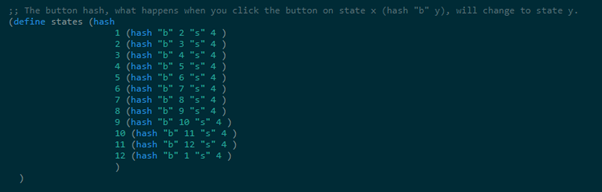 ;; The button hash, what happens when you click the button on state x (hash "b" y), will change to state y.
(define states (hash
1 (hash "b" 2 "s" 4 )
2 (hash "b" 3 "s" 4 )
3 (hash "b" 4 "s" 4 )
4 (hash "b" 5 "s" 4 )
5 (hash "b" 6 "s" 4 )
6 (hash "b" 7 "s" 4 )
7 (hash "b" 8 "s" 4 )
8 (hash "b" 9 "s" 4 )
9 (hash "b" 10 "s" 4 )
10 (hash "b" 11 "s" 4 )
11 (hash "b" 12 "s" 4 )
12 (hash "b" 1 "s" 4 )
)
)